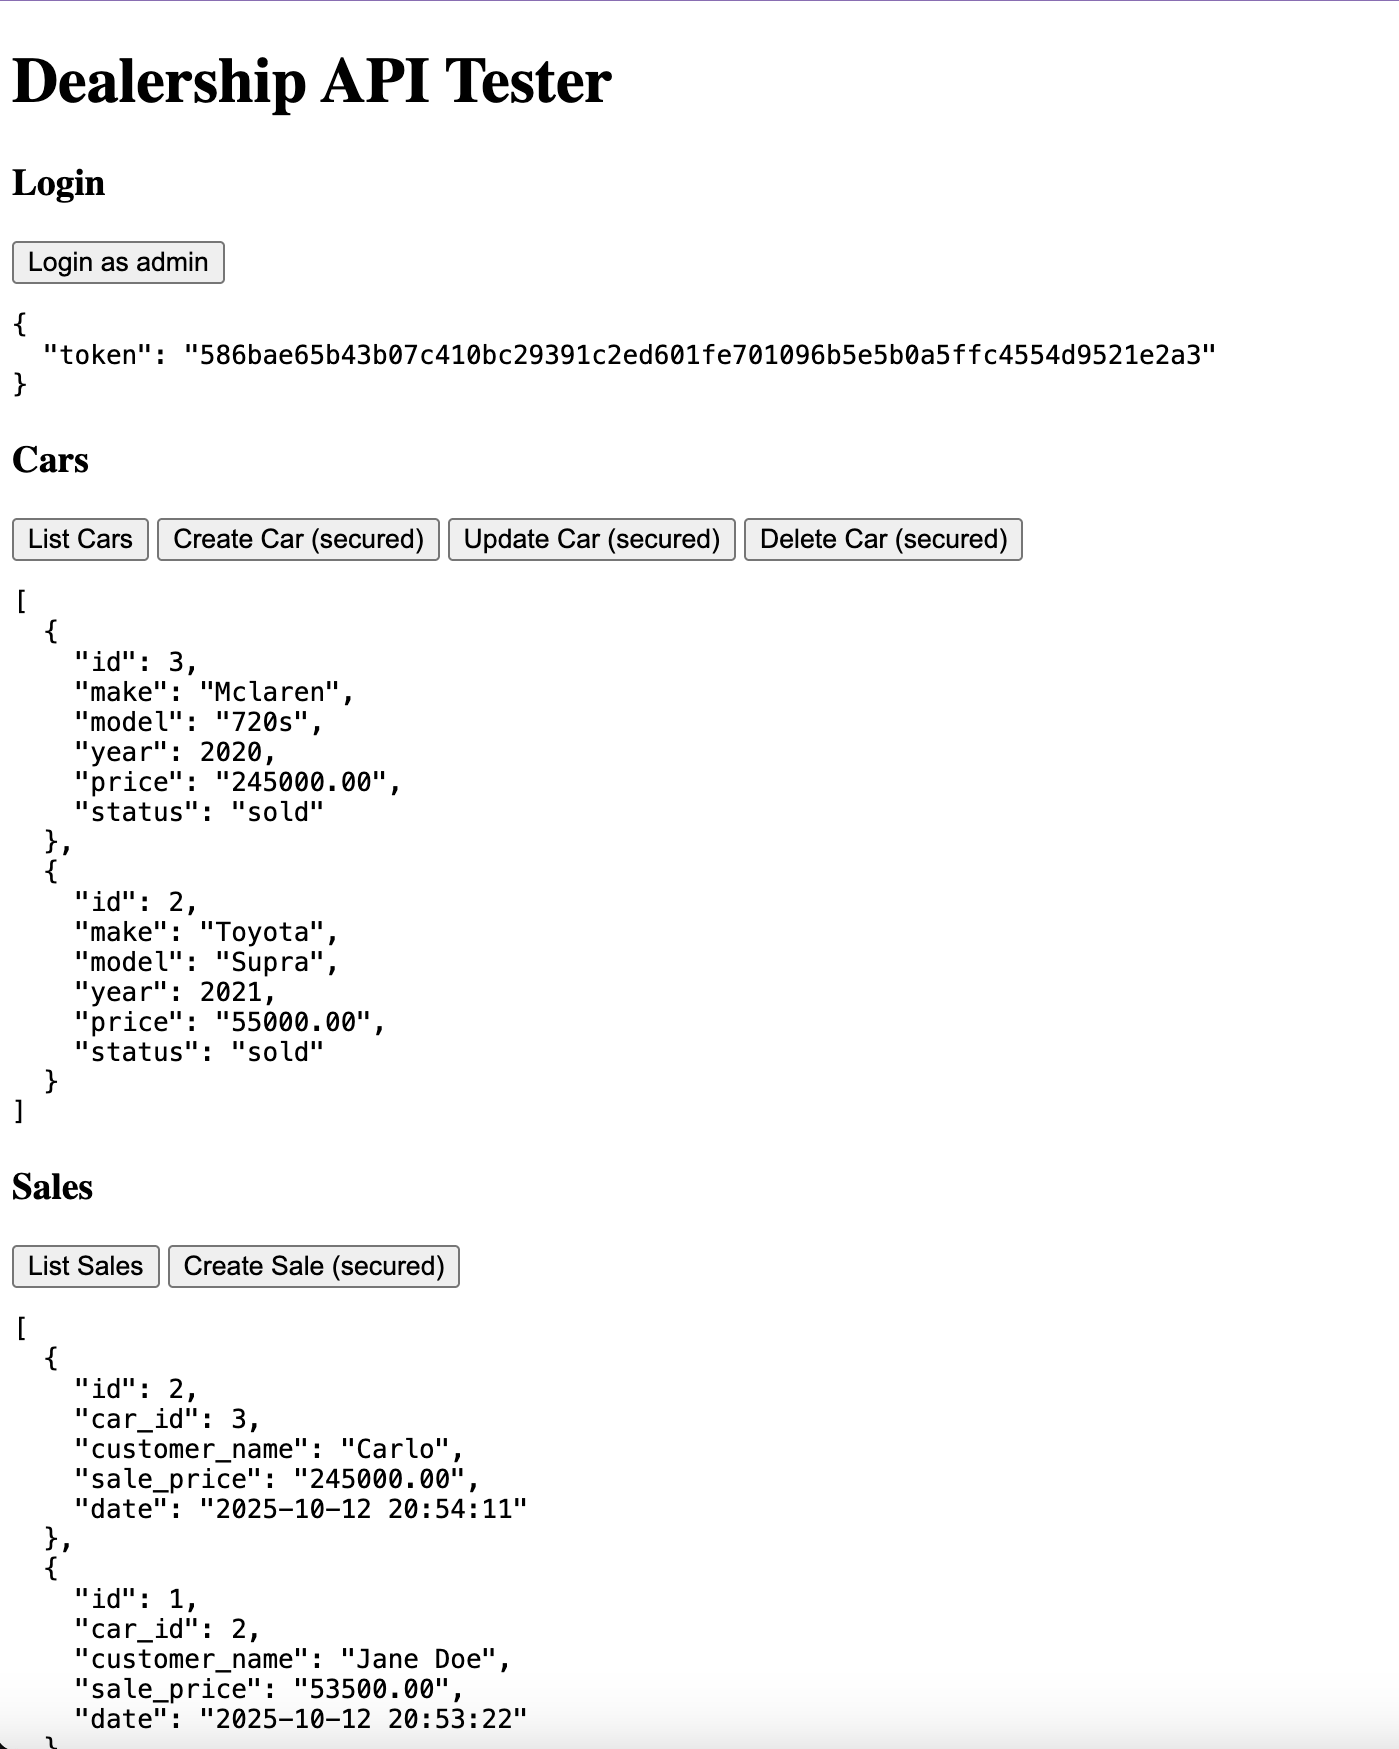 Dealership API Tester
Login
Login as admin
{
  "token": "586bae65b43b07c410bc29391c2ed601fe701096b5e5b0a5ffc4554d9521e2a3"
}
Cars
List Cars Create Car (secured) Update Car (secured) Delete Car (secured)
[
  {
    "id": 3,
    "make": "Mclaren",
    "model": "720s",
    "year": 2020,
    "price": "245000.00",
    "status": "sold"
  },
  {
    "id": 2,
    "make": "Toyota",
    "model": "Supra",
    "year": 2021,
    "price": "55000.00",
    "status": "sold"
  }
]
Sales
List Sales Create Sale (secured)
[
  {
    "id": 2,
    "car_id": 3,
    "customer_name": "Carlo",
    "sale_price": "245000.00",
    "date": "2025-10-12 20:54:11"
  },
  {
    "id": 1,
    "car_id": 2,
    "customer_name": "Jane Doe",
    "sale_price": "53500.00",
    "date": "2025-10-12 20:53:22"
  }